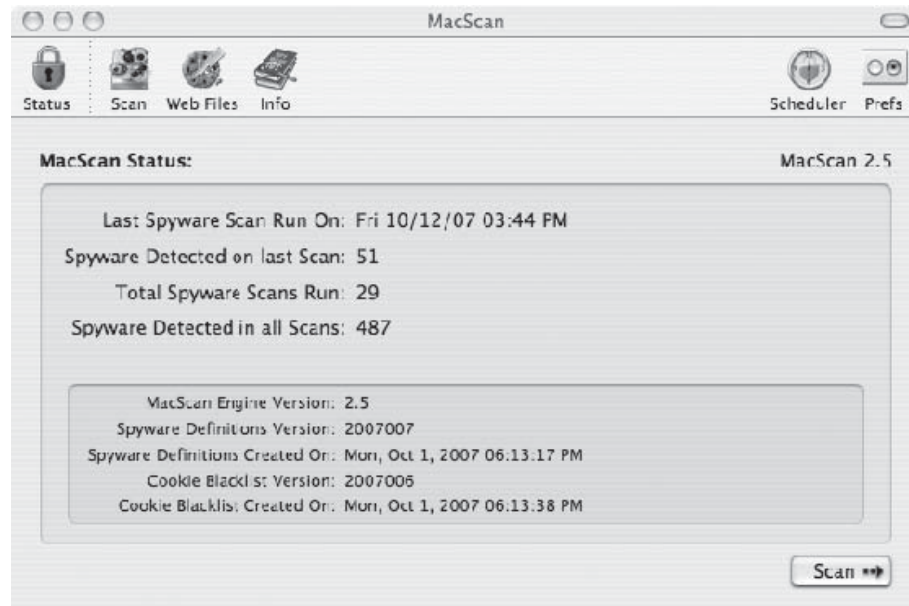 MacScan
Status Scan Web Files Info Scheduler Prefs
MacScan Status: MacScan 2.5
Last Spyware Scan Run On: Fri 10/12/07 03:44 PM
Spyware Detected on last Scan: 51
Total Spyware Scans Run: 29
Spyware Detected in all Scans: 487
MacScan Engine Version: 2.5
Spyware Definitions Version: 2007007
Spyware Definitions Created On: Mon, Oct 1, 2007 06:13:17 PM
Cookie Blacklist Version: 2007006
Cookie Blacklist Created On: Mon, Oct 1, 2007 06:13:38 PM
Scan